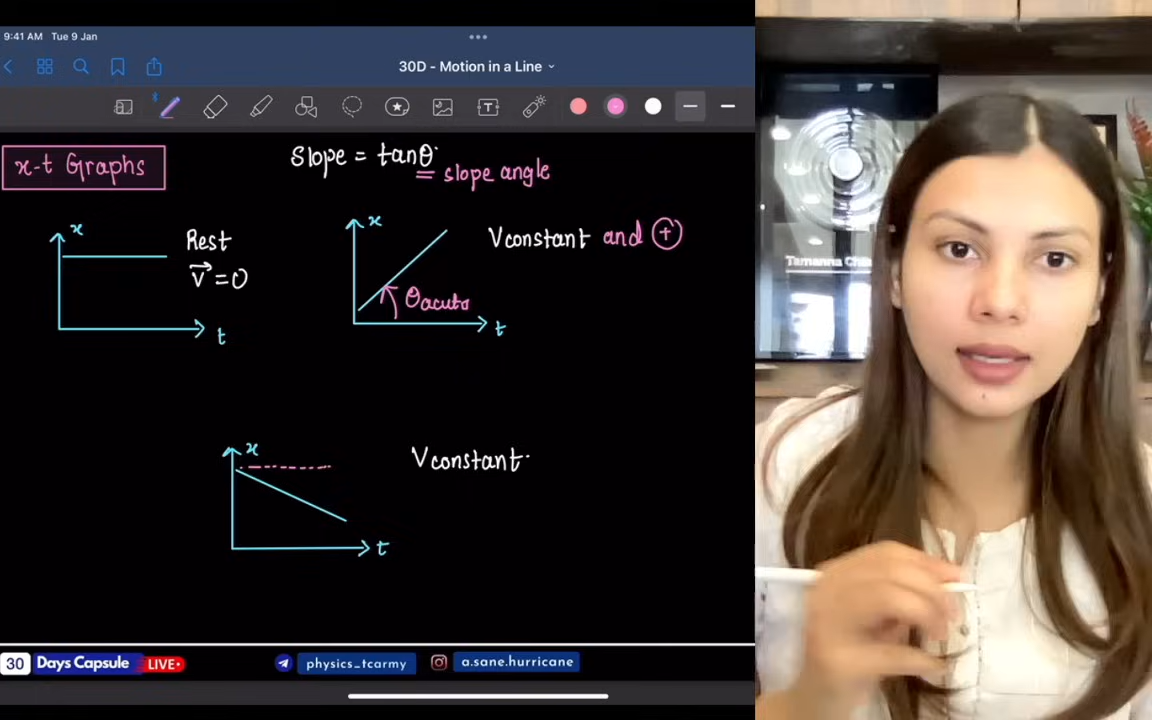 9:41 AM Tue 9 Jan
30D - Motion in a Line
x-t Graphs
Slope = tanθ
= slope angle
x
Rest
V = 0
t
x
Vconstant and +
θacute
t
x
Vconstant
t
Tamanna
30 Days Capsule LIVE
physics_tcarmy
a.sane.hurricane